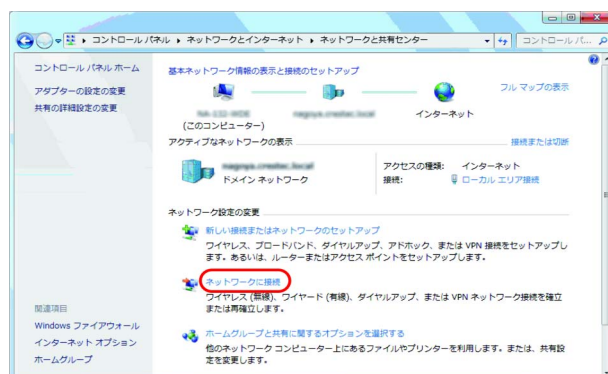 コントロール パネル ▸ ネットワークとインターネット ▸ ネットワークと共有センター
コントロール パ...
コントロール パネル ホーム
アダプターの設定の変更
共有の詳細設定の変更
基本ネットワーク情報の表示と接続のセットアップ
フル マップの表示
(このコンピューター)
インターネット
アクティブなネットワークの表示
接続または切断
ドメイン ネットワーク
アクセスの種類: インターネット
接続: ローカル エリア接続
ネットワーク設定の変更
新しい接続またはネットワークのセットアップ
ワイヤレス、ブロードバンド、ダイヤルアップ、アドホック、または VPN 接続をセットアップし
ます。あるいは、ルーターまたはアクセス ポイントをセットアップします。
ネットワークに接続
ワイヤレス (無線)、ワイヤード (有線)、ダイヤルアップ、または VPN ネットワーク接続を確立
または再確立します。
ホームグループと共有に関するオプションを選択する
他のネットワーク コンピューター上にあるファイルやプリンターを利用します。または、共有設
定を変更します。
関連項目
Windows ファイアウォール
インターネット オプション
ホームグループ